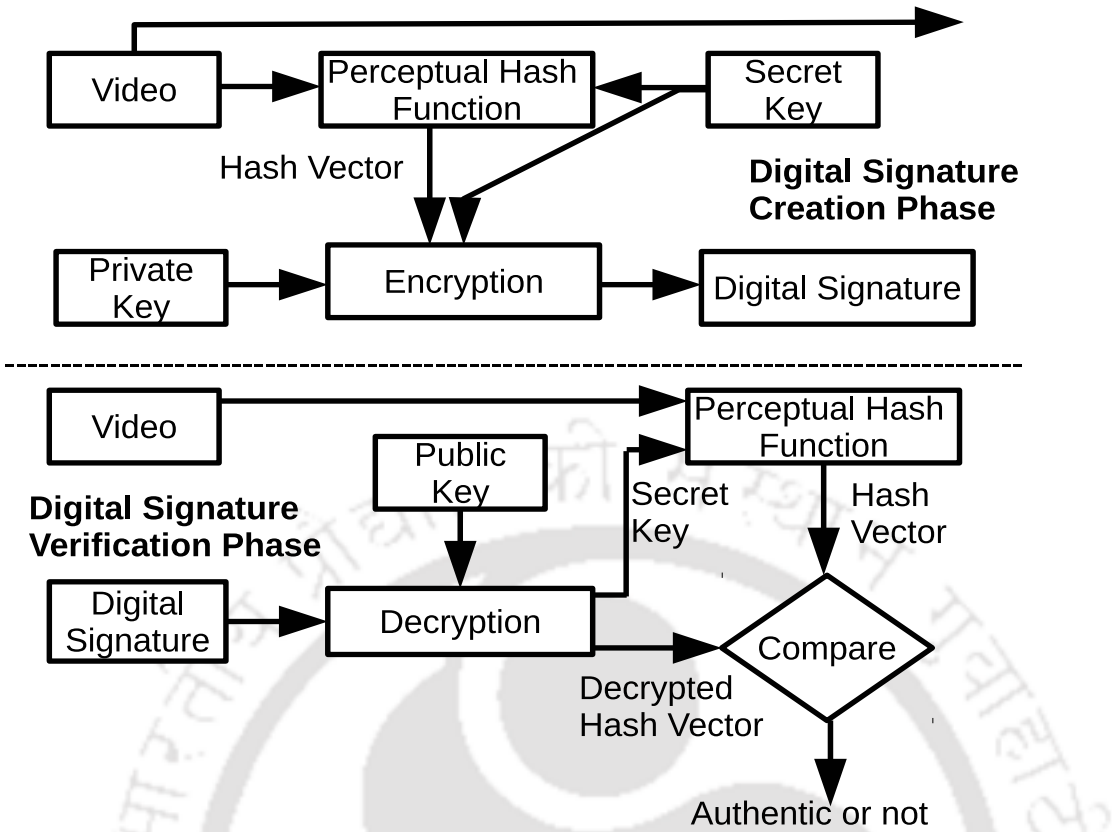 Video
Perceptual Hash
Function
Secret
Key
Hash Vector
Digital Signature
Creation Phase
Private
Key
Encryption
Digital Signature
Video
Perceptual Hash
Function
Public
Key
Secret
Key
Hash
Vector
Digital Signature
Verification Phase
Digital
Signature
Decryption
Compare
Decrypted
Hash Vector
Authentic or not